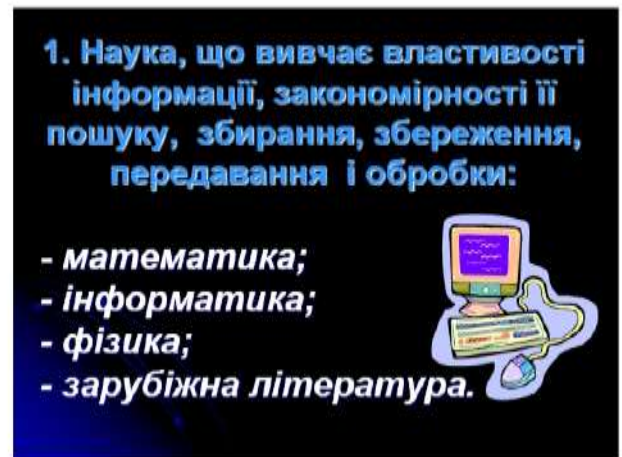 1. Наука, що вивчає властивості
інформації, закономірності її
пошуку, збирання, збереження,
передавання і обробки:
- математика;
- інформатика;
- фізика;
- зарубіжна література.